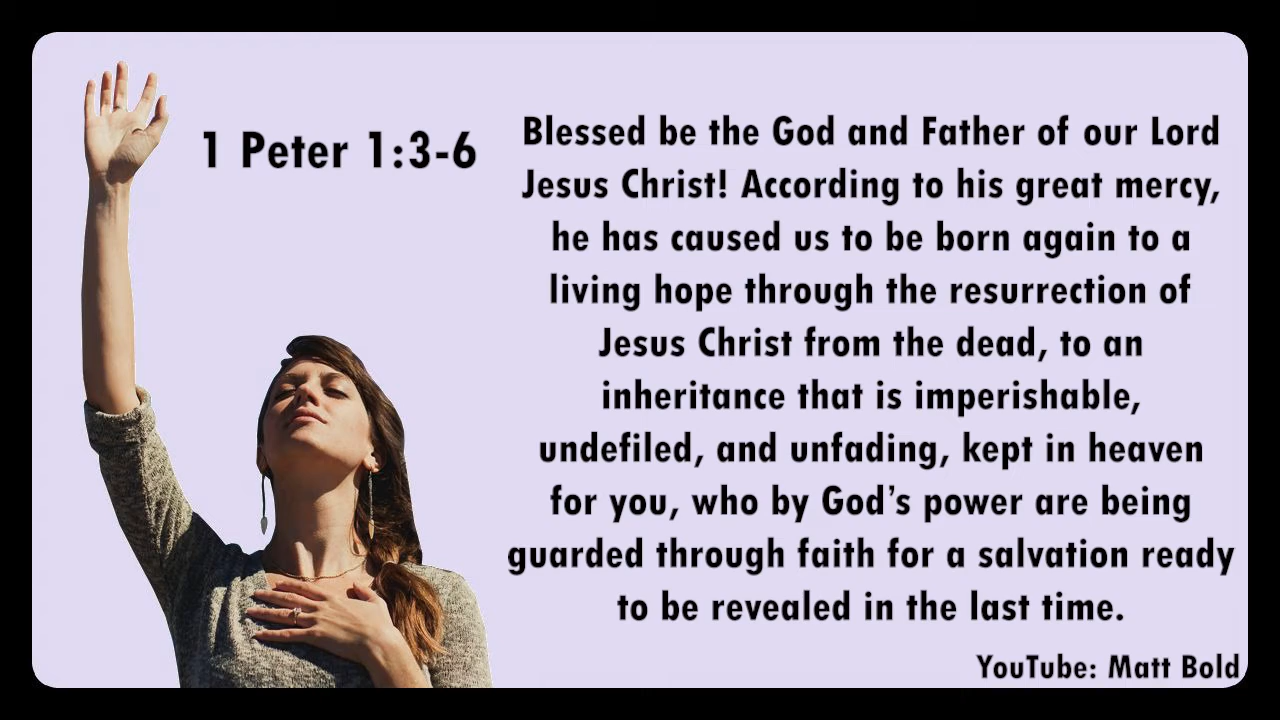 1 Peter 1:3-6
Blessed be the God and Father of our Lord
Jesus Christ! According to his great mercy,
he has caused us to be born again to a
living hope through the resurrection of
Jesus Christ from the dead, to an
inheritance that is imperishable,
undefiled, and unfading, kept in heaven
for you, who by God’s power are being
guarded through faith for a salvation ready
to be revealed in the last time.
YouTube: Matt Bold